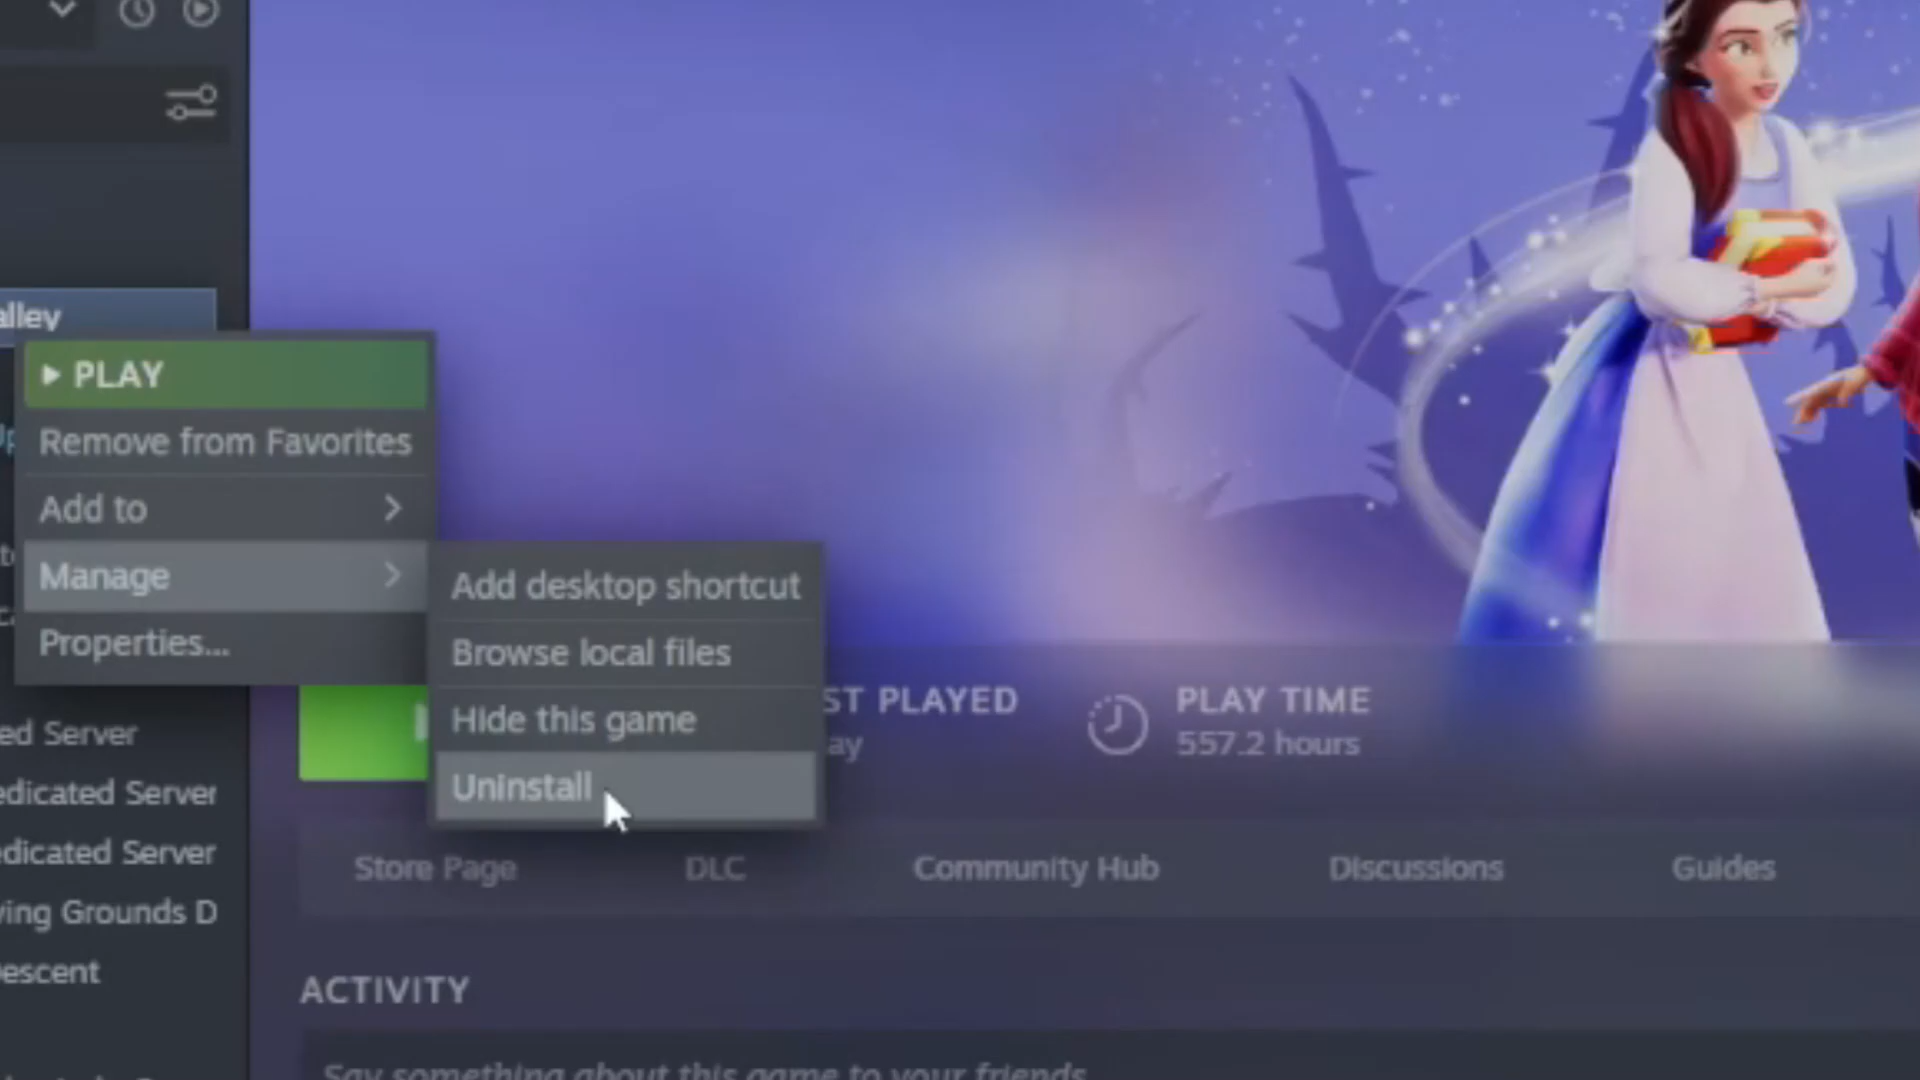 alley
PLAY
Remove from Favorites
Add to
Manage
Properties...
Add desktop shortcut
Browse local files
Hide this game
Uninstall
ST PLAYED
ay
PLAY TIME
557.2 hours
ed Server
edicated Server
edicated Server
ving Grounds D
escent
Store Page
DLC
Community Hub
Discussions
Guides
ACTIVITY
Say something about this game to your friends